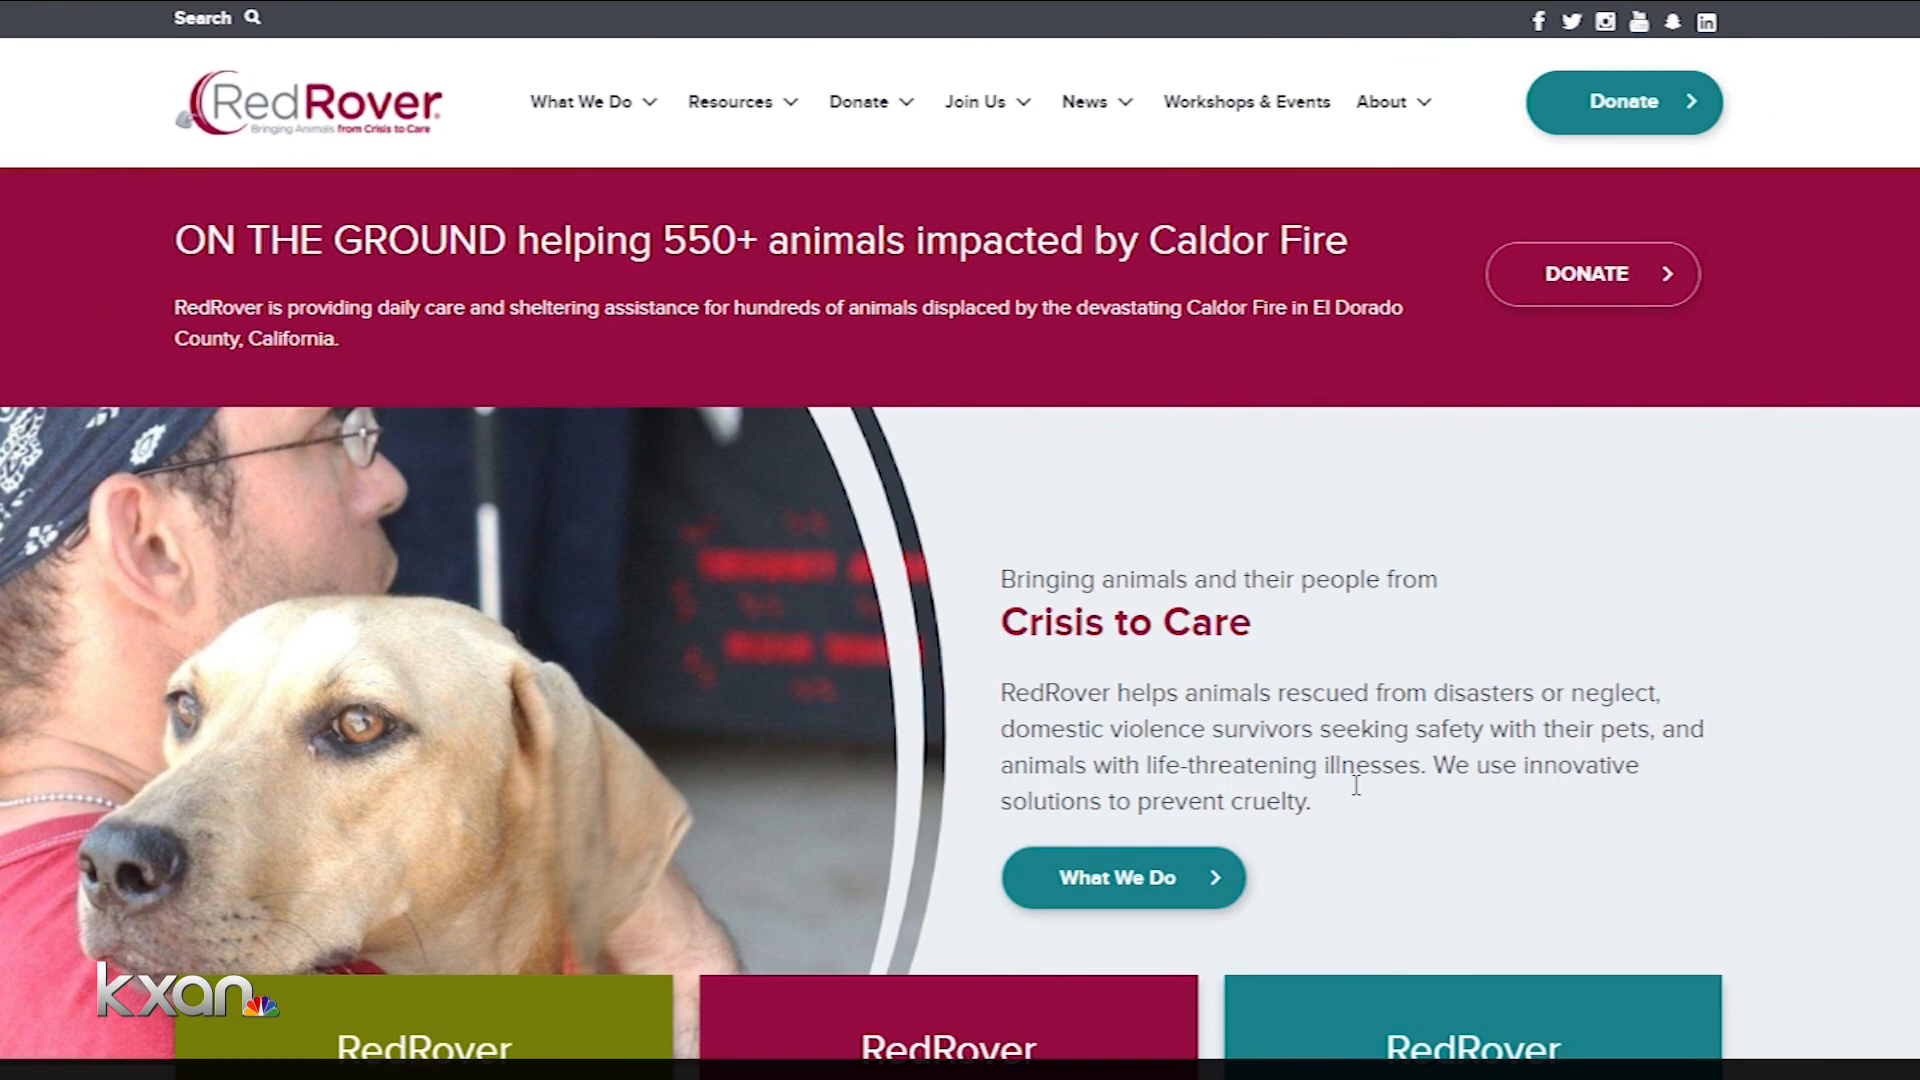 Search
RedRover
Bringing Animals from Crisis to Care
What We Do
Resources
Donate
Join Us
News
Workshops & Events
About
Donate
ON THE GROUND helping 550+ animals impacted by Caldor Fire
DONATE
RedRover is providing daily care and sheltering assistance for hundreds of animals displaced by the devastating Caldor Fire in El Dorado
County, California.
Bringing animals and their people from
Crisis to Care
RedRover helps animals rescued from disasters or neglect,
domestic violence survivors seeking safety with their pets, and
animals with life-threatening illnesses. We use innovative
solutions to prevent cruelty.
What We Do
kxan
RedRover
RedRover
RedRover